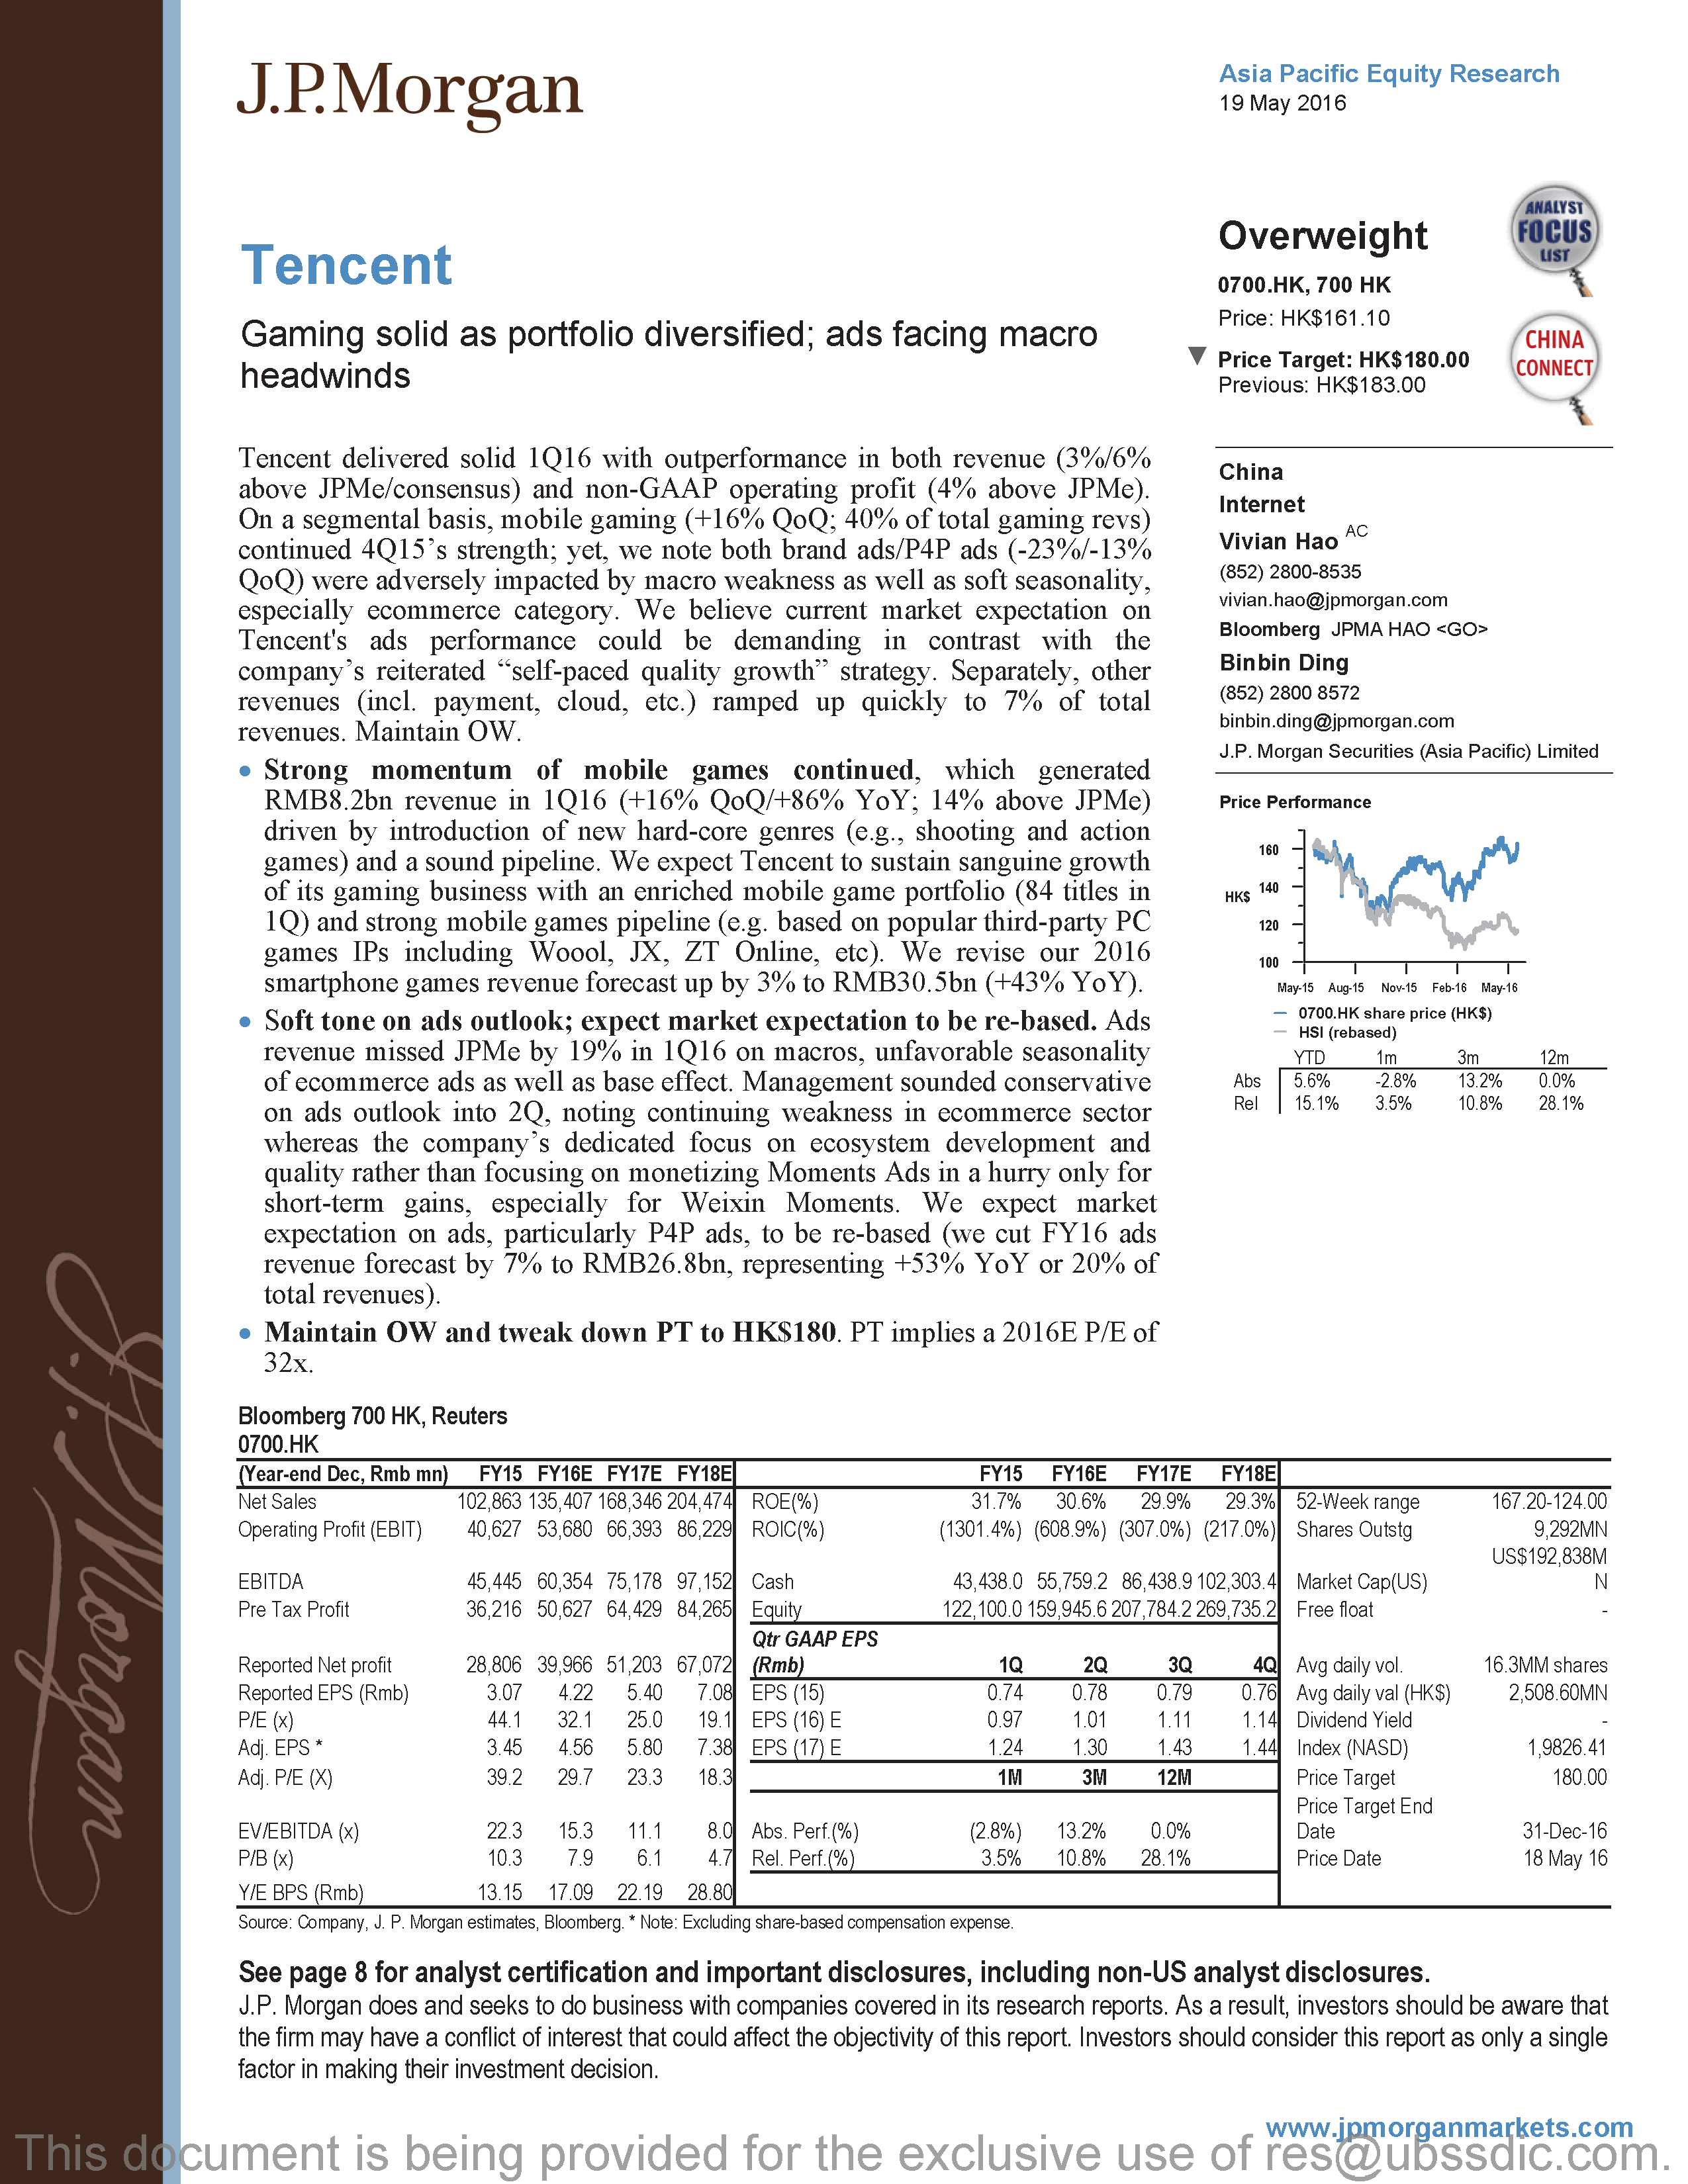 J.P.Morgan
Asia Pacific Equity Research
19 May 2016
Tencent
Gaming solid as portfolio diversified; ads facing macro
headwinds
Overweight
0700.HK, 700 HK
Price: HK$161.10
▼ Price Target: HK$180.00
Previous: HK$183.00
ANALYST
FOCUS
LIST
CHINA
CONNECT
Tencent delivered solid 1Q16 with outperformance in both revenue (3%/6%
above JPMe/consensus) and non-GAAP operating profit (4% above JPMe).
On a segmental basis, mobile gaming (+16% QoQ; 40% of total gaming revs)
continued 4Q15’s strength; yet, we note both brand ads/P4P ads (-23%/-13%
QoQ) were adversely impacted by macro weakness as well as soft seasonality,
especially ecommerce category. We believe current market expectation on
Tencent's ads performance could be demanding in contrast with the
company’s reiterated “self-paced quality growth” strategy. Separately, other
revenues (incl. payment, cloud, etc.) ramped up quickly to 7% of total
revenues. Maintain OW.
• Strong momentum of mobile games continued, which generated
RMB8.2bn revenue in 1Q16 (+16% QoQ/+86% YoY; 14% above JPMe)
driven by introduction of new hard-core genres (e.g., shooting and action
games) and a sound pipeline. We expect Tencent to sustain sanguine growth
of its gaming business with an enriched mobile game portfolio (84 titles in
1Q) and strong mobile games pipeline (e.g. based on popular third-party PC
games IPs including Woool, JX, ZT Online, etc). We revise our 2016
smartphone games revenue forecast up by 3% to RMB30.5bn (+43% YoY).
• Soft tone on ads outlook; expect market expectation to be re-based. Ads
revenue missed JPMe by 19% in 1Q16 on macros, unfavorable seasonality
of ecommerce ads as well as base effect. Management sounded conservative
on ads outlook into 2Q, noting continuing weakness in ecommerce sector
whereas the company’s dedicated focus on ecosystem development and
quality rather than focusing on monetizing Moments Ads in a hurry only for
short-term gains, especially for Weixin Moments. We expect market
expectation on ads, particularly P4P ads, to be re-based (we cut FY16 ads
revenue forecast by 7% to RMB26.8bn, representing +53% YoY or 20% of
total revenues).
• Maintain OW and tweak down PT to HK$180. PT implies a 2016E P/E of
32x.
China
Internet
Vivian Hao AC
(852) 2800-8535
vivian.hao@jpmorgan.com
Bloomberg JPMA HAO <GO>
Binbin Ding
(852) 2800 8572
binbin.ding@jpmorgan.com
J.P. Morgan Securities (Asia Pacific) Limited
Price Performance
160
140
HK$
120
100
May-15 Aug-15 Nov-15 Feb-16 May-16
0700.HK share price (HK$)
HSI (rebased)
YTD 1m 3m 12m
Abs 5.6% -2.8% 13.2% 0.0%
Rel 15.1% 3.5% 10.8% 28.1%
Bloomberg 700 HK, Reuters
0700.HK
(Year-end Dec, Rmb mn) FY15 FY16E FY17E FY18E FY15 FY16E FY17E FY18E
Net Sales 102,863 135,407 168,346 204,474 ROE(%) 31.7% 30.6% 29.9% 29.3% 52-Week range 167.20-124.00
Operating Profit (EBIT) 40,627 53,680 66,393 86,229 ROIC(%) (1301.4%) (608.9%) (307.0%) (217.0%) Shares Outstg 9,292MN
US$192,838M
EBITDA 45,445 60,354 75,178 97,152 Cash 43,438.0 55,759.2 86,438.9 102,303.4 Market Cap(US) N
Pre Tax Profit 36,216 50,627 64,429 84,265 Equity 122,100.0 159,945.6 207,784.2 269,735.2 Free float -
Qtr GAAP EPS
Reported Net profit 28,806 39,966 51,203 67,072 (Rmb) 1Q 2Q 3Q 4Q Avg daily vol. 16.3MM shares
Reported EPS (Rmb) 3.07 4.22 5.40 7.08 EPS (15) 0.74 0.78 0.79 0.76 Avg daily val (HK$) 2,508.60MN
P/E (x) 44.1 32.1 25.0 19.1 EPS (16) E 0.97 1.01 1.11 1.14 Dividend Yield -
Adj. EPS * 3.45 4.56 5.80 7.38 EPS (17) E 1.24 1.30 1.43 1.44 Index (NASD) 1,9826.41
Adj. P/E (X) 39.2 29.7 23.3 18.3 1M 3M 12M Price Target 180.00
Price Target End
EV/EBITDA (x) 22.3 15.3 11.1 8.0 Abs. Perf.(%) (2.8%) 13.2% 0.0% Date 31-Dec-16
P/B (x) 10.3 7.9 6.1 4.7 Rel. Perf.(%) 3.5% 10.8% 28.1% Price Date 18 May 16
Y/E BPS (Rmb) 13.15 17.09 22.19 28.80
Source: Company, J. P. Morgan estimates, Bloomberg. * Note: Excluding share-based compensation expense.
See page 8 for analyst certification and important disclosures, including non-US analyst disclosures.
J.P. Morgan does and seeks to do business with companies covered in its research reports. As a result, investors should be aware that
the firm may have a conflict of interest that could affect the objectivity of this report. Investors should consider this report as only a single
factor in making their investment decision.
www.jpmorganmarkets.com
This document is being provided for the exclusive use of res@ubssdic.com.
J.P. Morgan